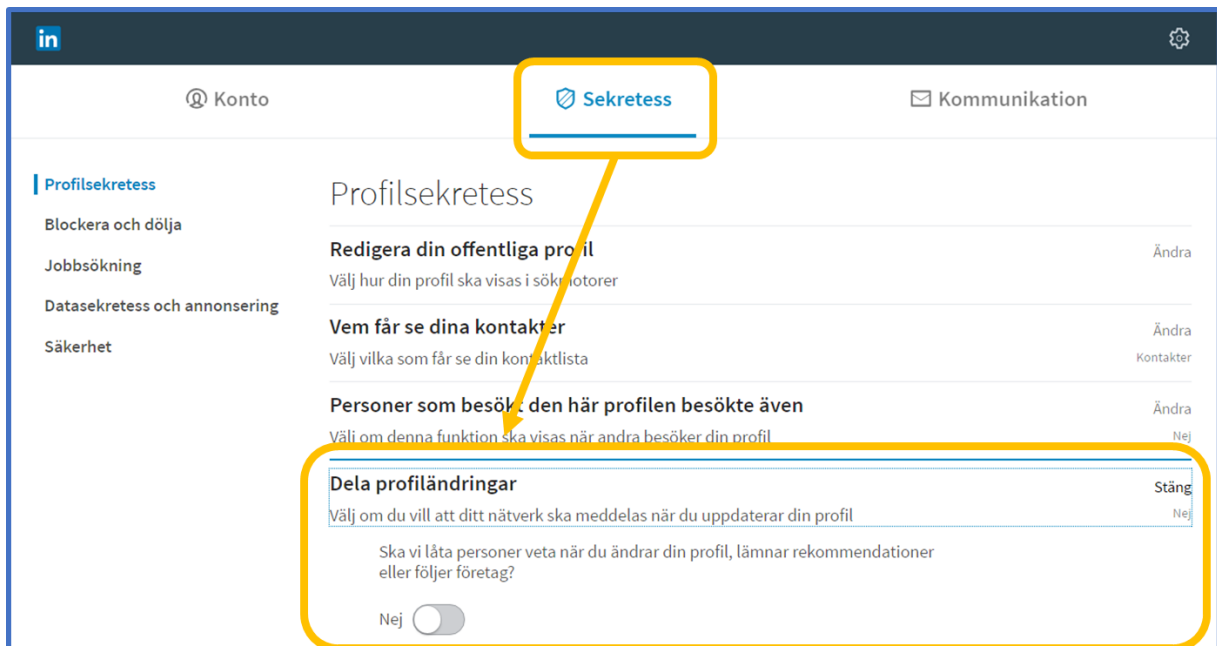 in
Konto
Sekretess
Kommunikation
Profilsekretess
Blockera och dölja
Jobbsökning
Datasekretess och annonsering
Säkerhet
Profilsekretess
Redigera din offentliga profil
Ändra
Välj hur din profil ska visas i sökmotorer
Vem får se dina kontakter
Ändra
Välj vilka som får se din kontaktlista
Kontakter
Personer som besökt den här profilen besökte även
Ändra
Välj om denna funktion ska visas när andra besöker din profil
Nej
Dela profiländringar
Stäng
Välj om du vill att ditt nätverk ska meddelas när du uppdaterar din profil
Nej
Ska vi låta personer veta när du ändrar din profil, lämnar rekommendationer
eller följer företag?
Nej